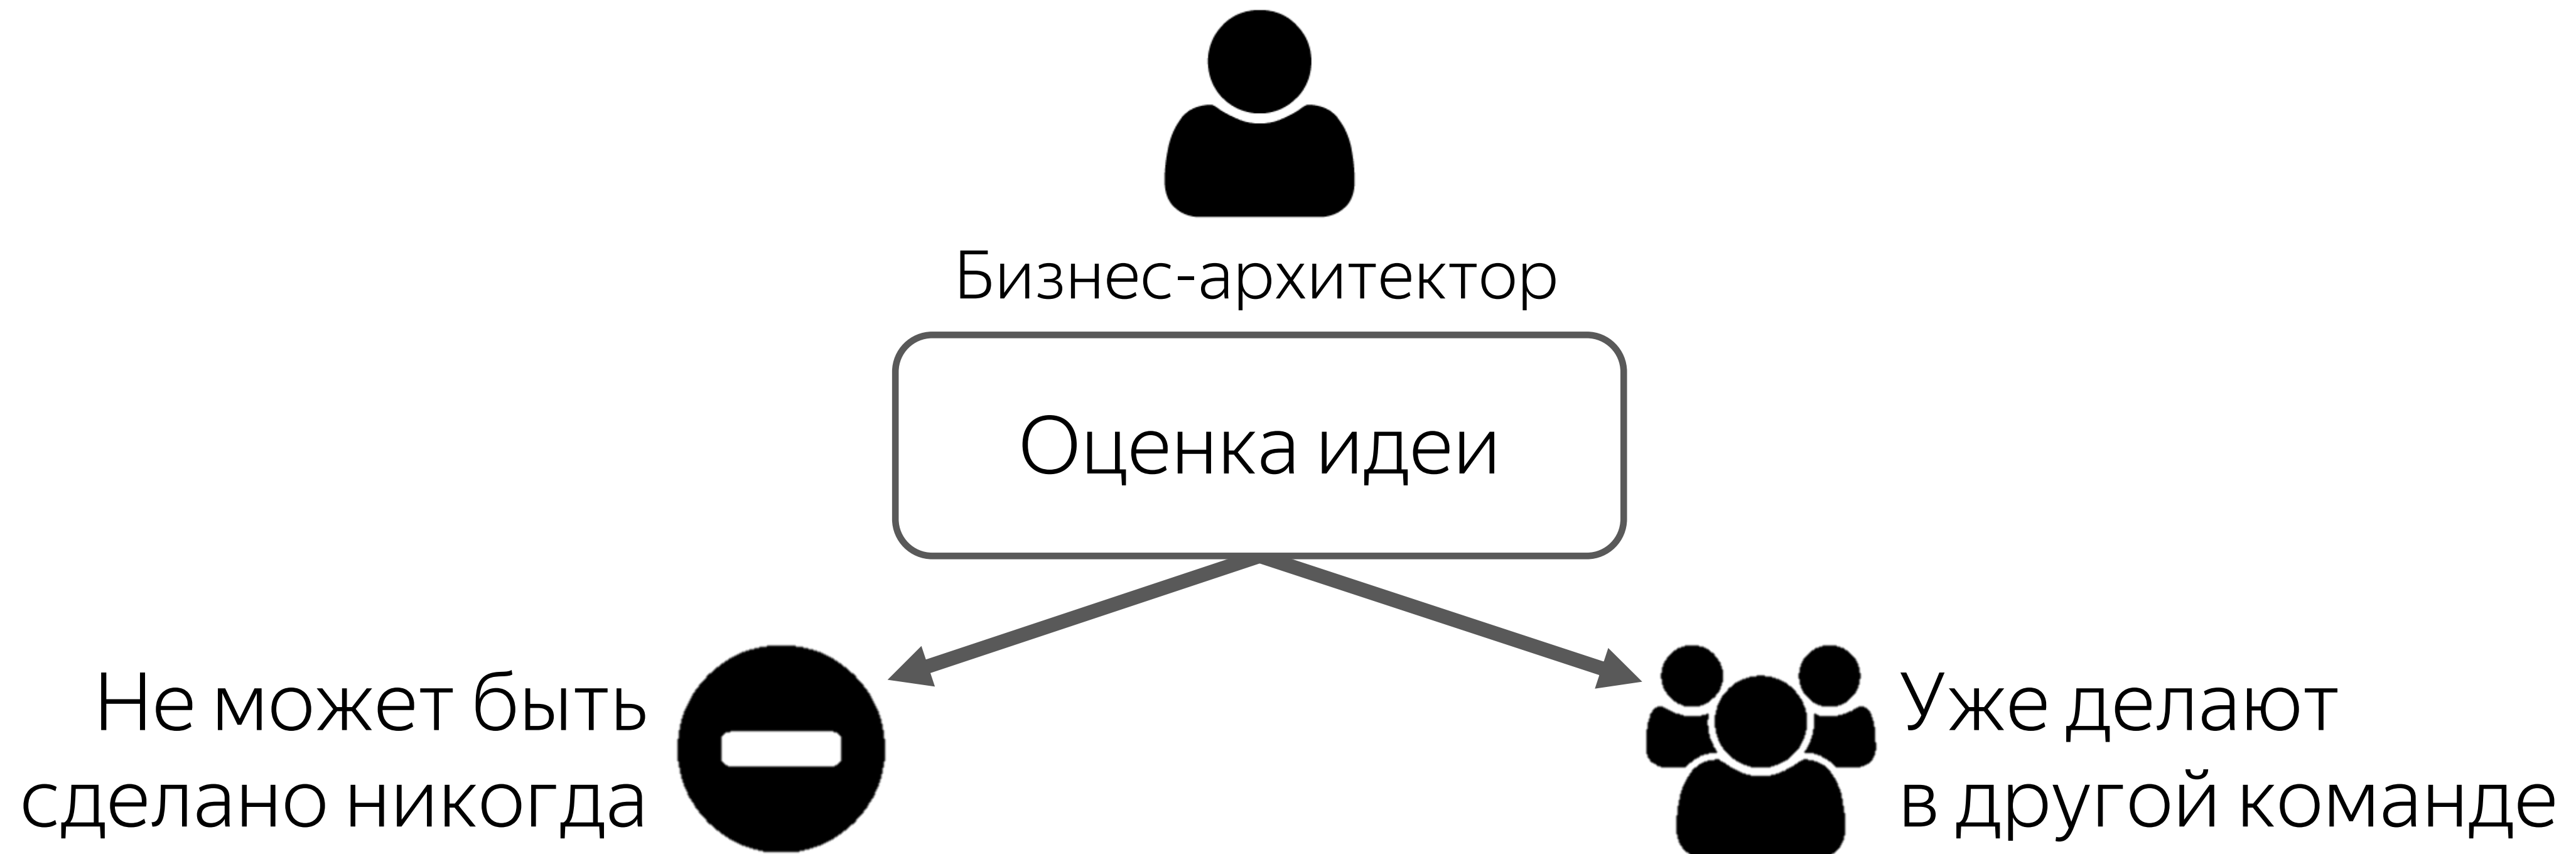 Бизнес-архитектор
Оценка идеи
Не может быть
сделано никогда
Уже делают
в другой команде